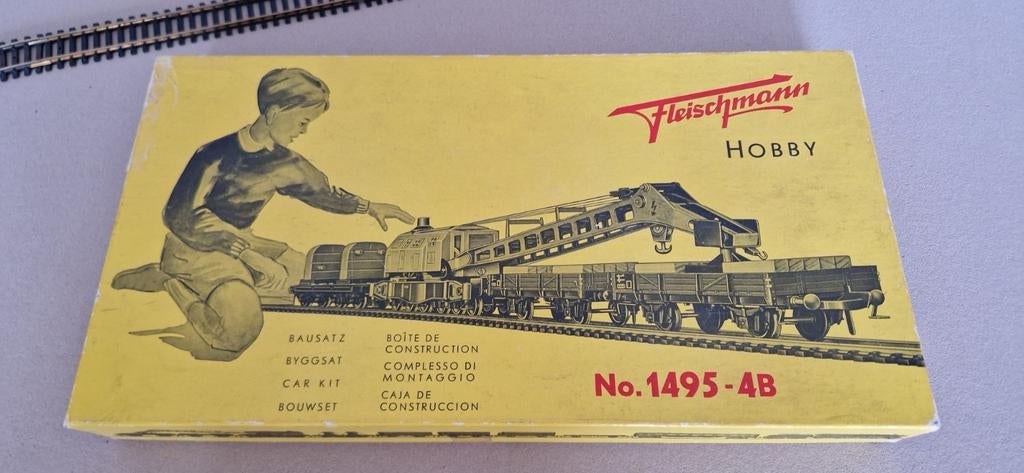 Fleischmann
HOBBY
BAUSATZ
BYGGSAT
CAR KIT
BOUWSET
BOÎTE DE
CONSTRUCTION
COMPLESSO DI
MONTAGGIO
CAJA DE
CONSTRUCCION
No. 1495 - 4B